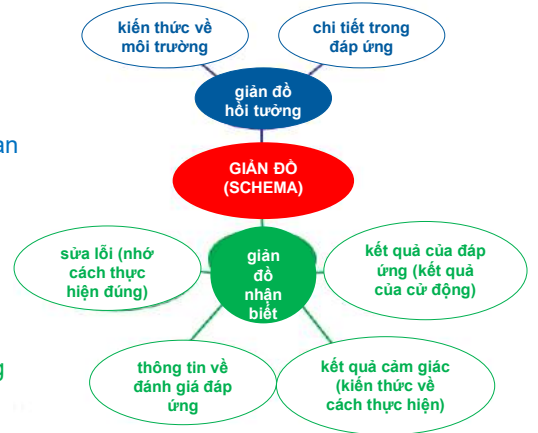 kiến thức về
môi trường
chi tiết trong
đáp ứng
giản đồ
hồi tưởng
an
GIẢN ĐỒ
(SCHEMA)
sửa lỗi (nhớ
cách thực
hiện đúng)
giản
đồ
nhận
biết
kết quả của đáp
ứng (kết quả
của cử động)
g
thông tin về
đánh giá đáp
ứng
kết quả cảm giác
(kiến thức về
cách thực hiện)